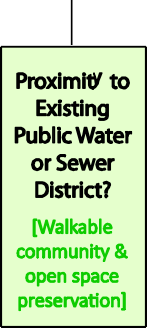 Proximity to
Existing
Public Water
or Sewer
District?
[Walkable
community &
open space
preservation]